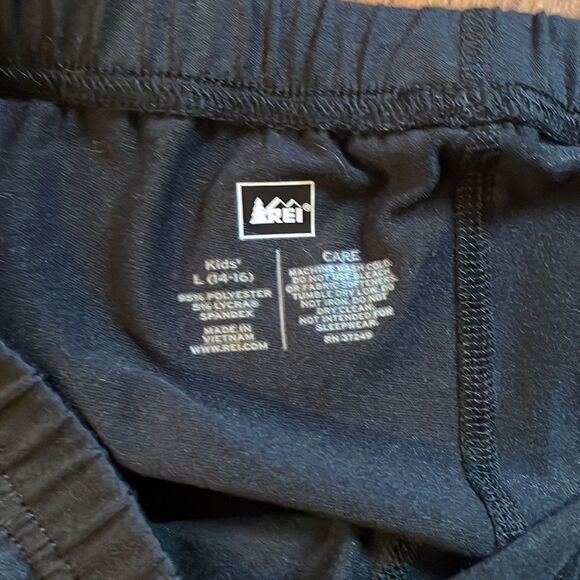 REI®
Kids'
L (14-16)
95% POLYESTER
5% LYCRA®
SPANDEX
MADE IN
VIETNAM
WWW.REI.COM
CARE
MACHINE WASH COLD.
DO NOT USE BLEACH
OR FABRIC SOFTENERS.
TUMBLE DRY LOW. DO
NOT IRON. DO NOT
DRY CLEAN.
NOT INTENDED FOR
SLEEPWEAR.
RN 37249